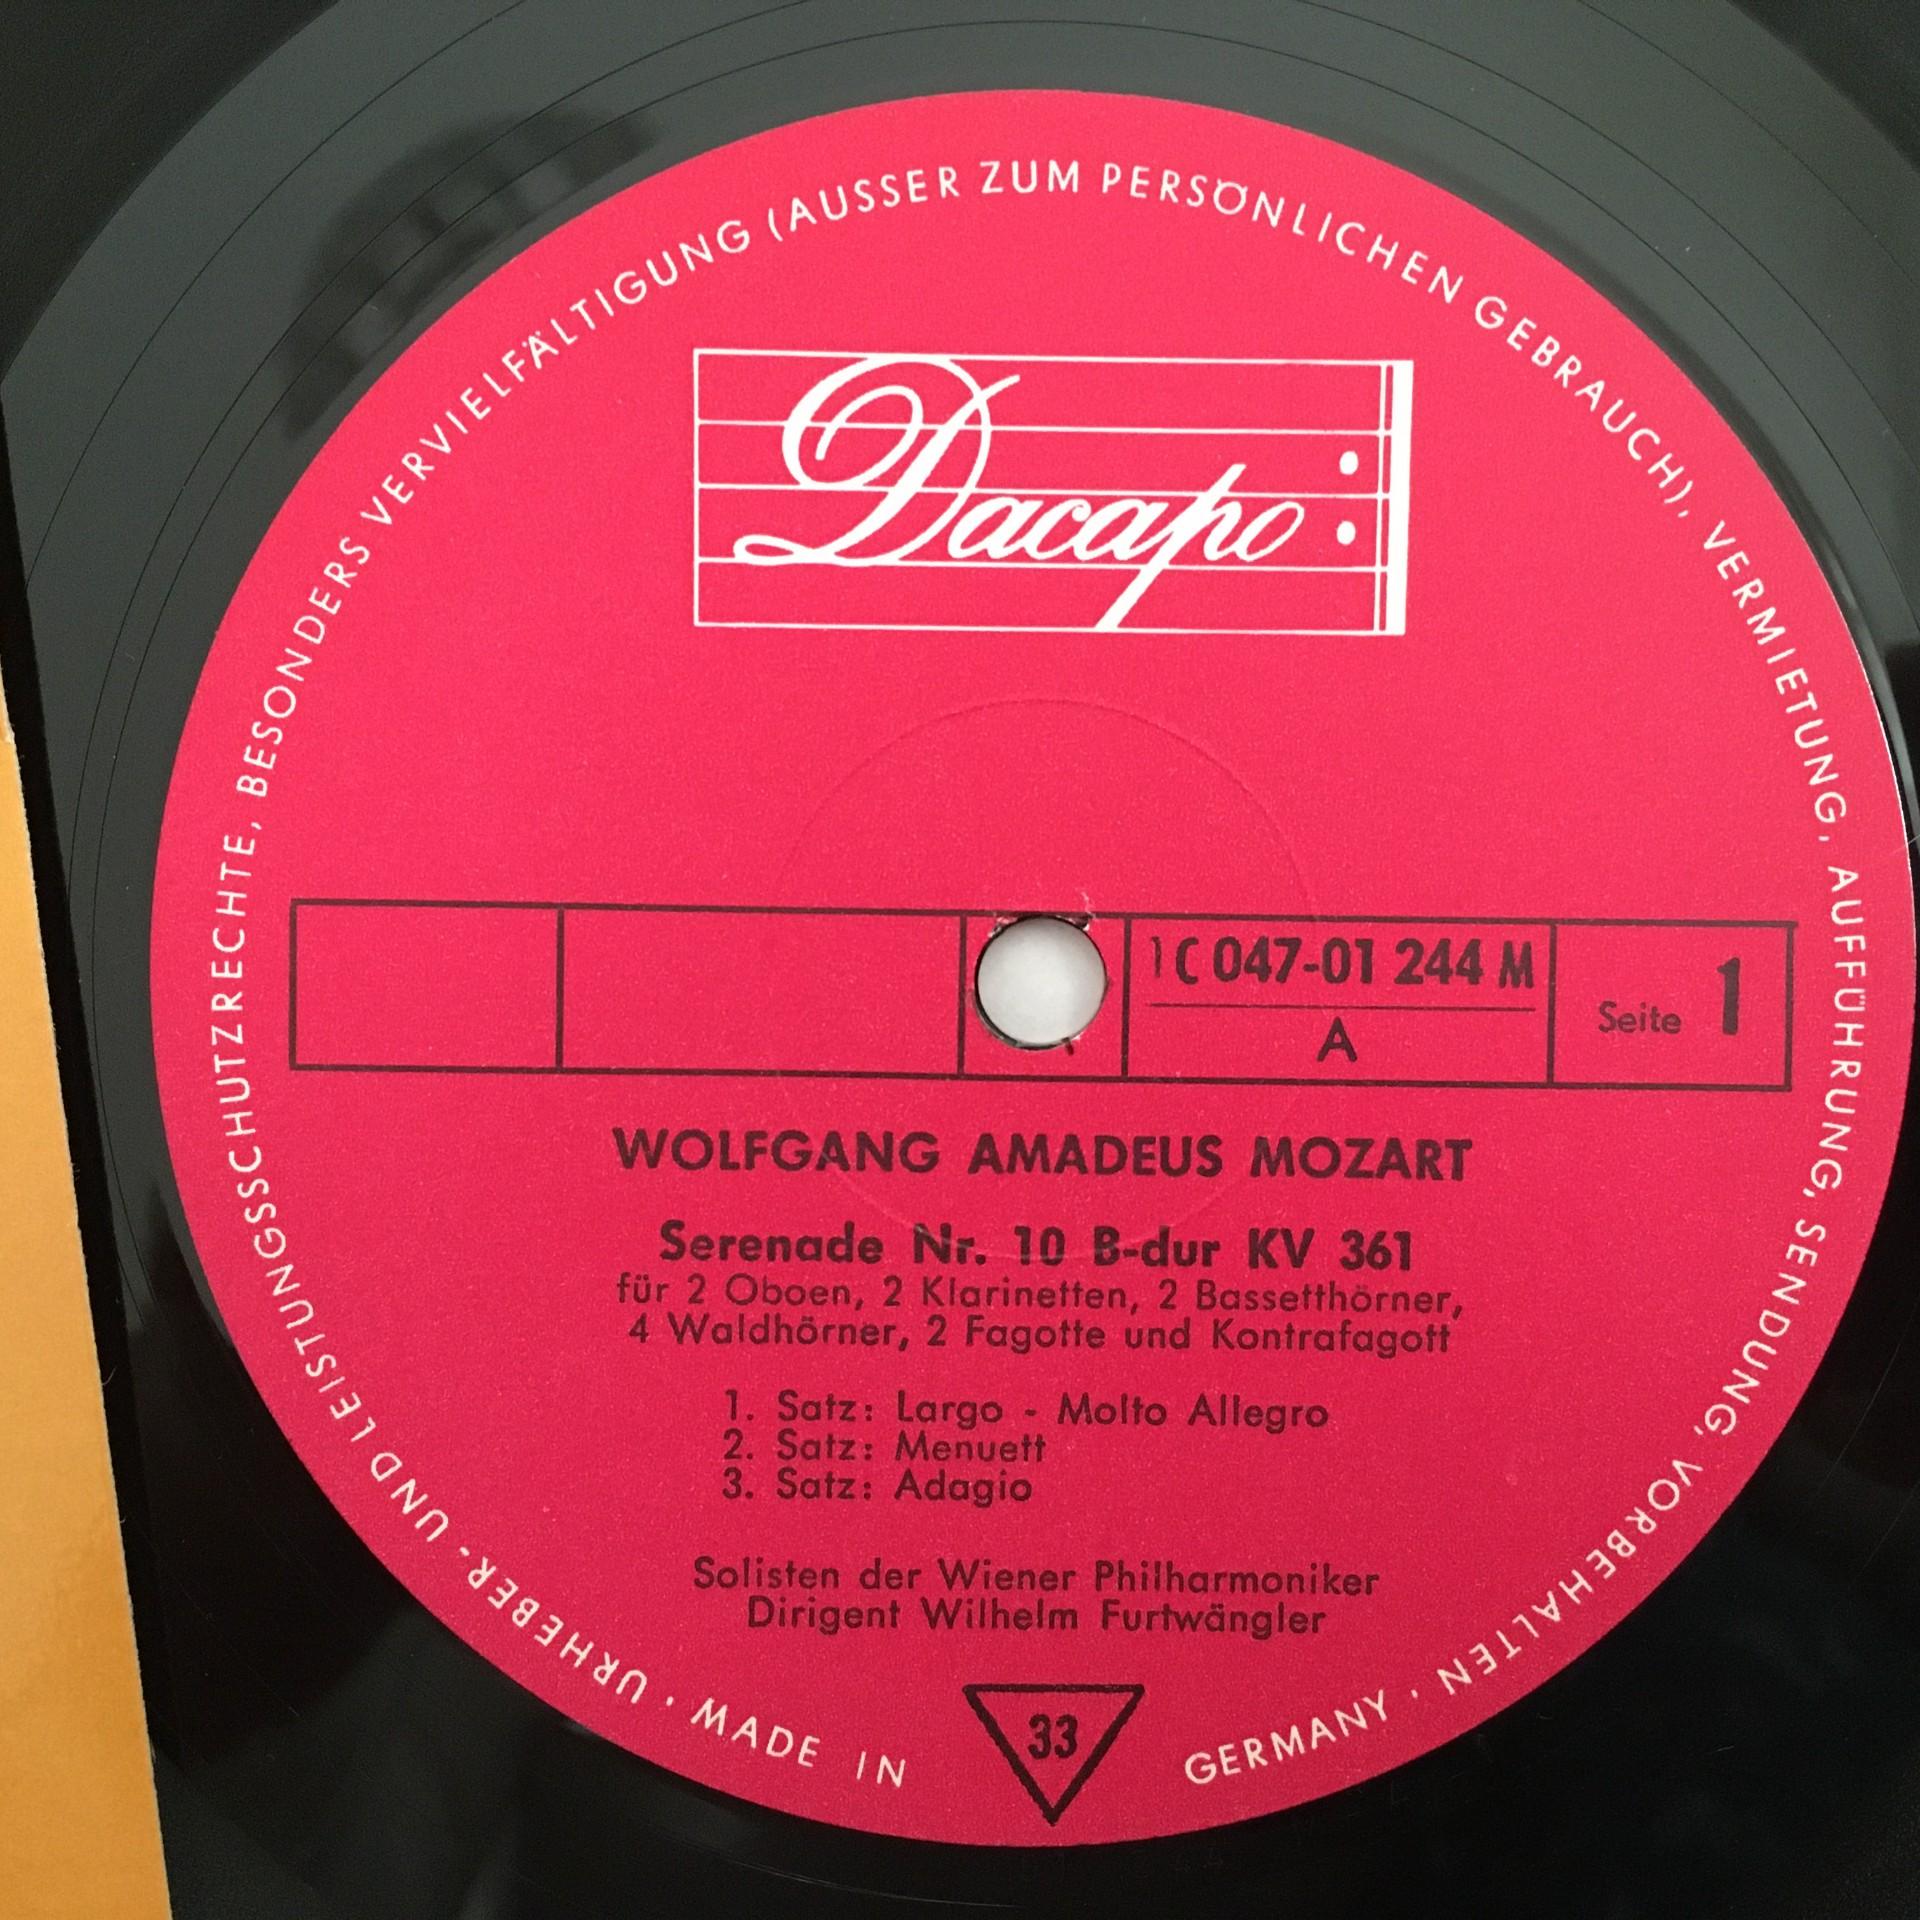 URHEBER- UND LEISTUNGSSCHUTZRECHTE, BESONDERS VERVIELFÄLTIGUNG (AUSSER ZUM PERSÖNLICHEN GEBRAUCH), VERMIETUNG, AUFFÜHRUNG, SENDUNG, VORBEHALTEN ·
Dacapo
1C 047-01 244 M
A
Seite 1
WOLFGANG AMADEUS MOZART
Serenade Nr. 10 B-dur KV 361
für 2 Oboen, 2 Klarinetten, 2 Bassetthörner,
4 Waldhörner, 2 Fagotte und Kontrafagott
1. Satz: Largo - Molto Allegro
2. Satz: Menuett
3. Satz: Adagio
Solisten der Wiener Philharmoniker
Dirigent Wilhelm Furtwängler
33
MADE IN GERMANY ·